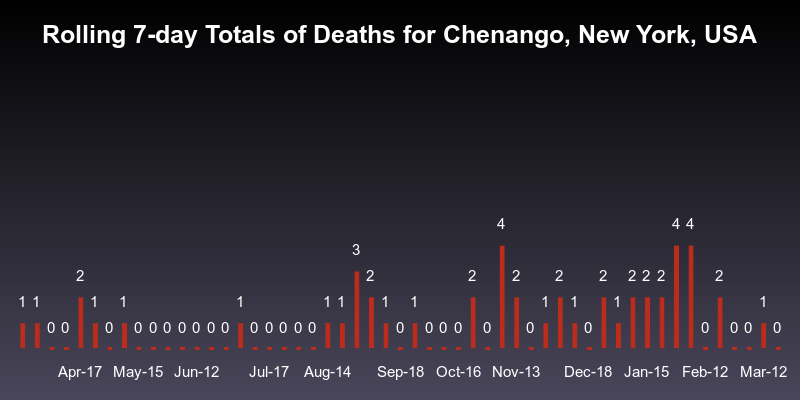 Rolling 7-day Totals of Deaths for Chenango, New York, USA
4 4 4
3
2 2 2 2 2 2 2 2 2 2
1 1 1 1 1 1 1 1 1 1 1 1 1
0 0 0 0 0 0 0 0 0 0 0 0 0 0 0 0 0 0 0 0 0 0 0 0 0 0
Apr-17 May-15 Jun-12 Jul-17 Aug-14 Sep-18 Oct-16 Nov-13 Dec-18 Jan-15 Feb-12 Mar-12